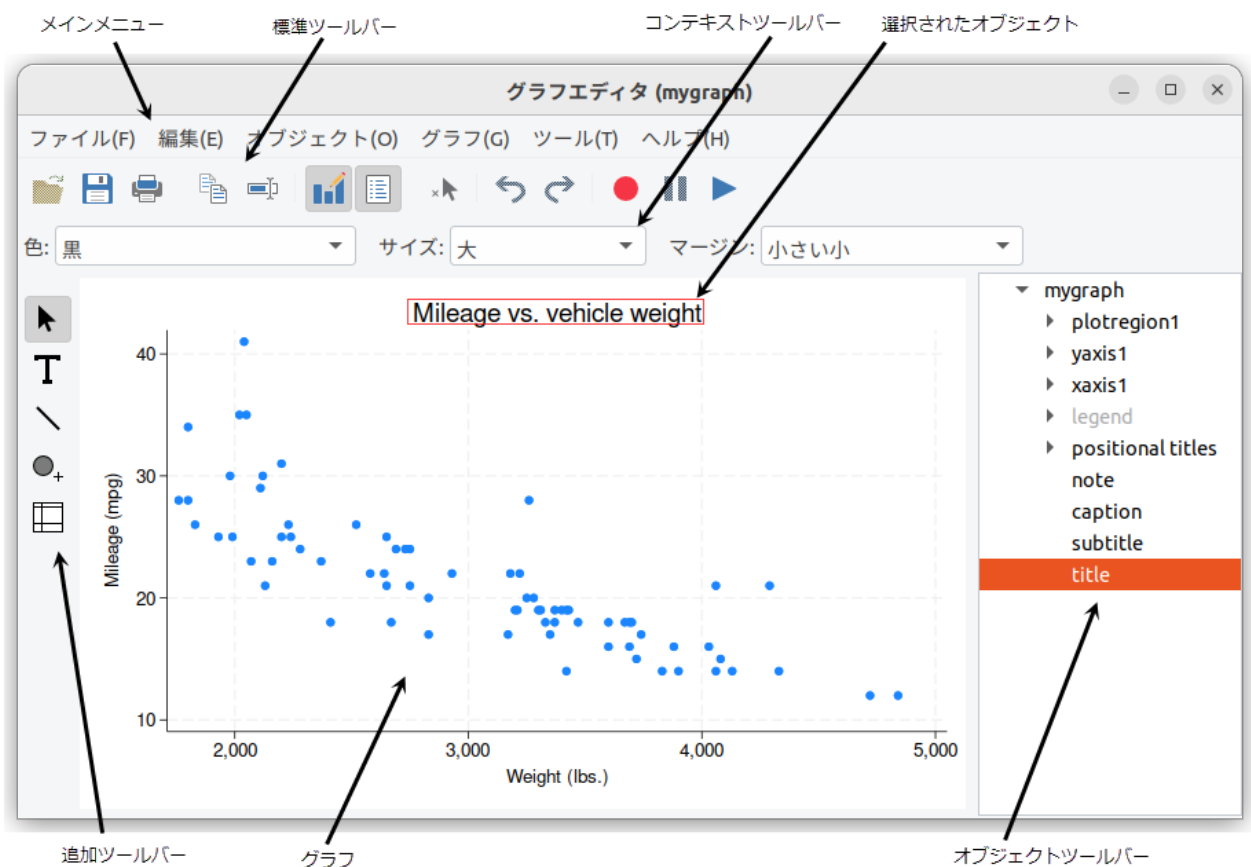 メインメニュー 標準ツールバー コンテキストツールバー 選択されたオブジェクト
グラフエディタ (mygraph)
ファイル(F) 編集(E) オブジェクト(O) グラフ(G) ツール(T) ヘルプ(H)
色: 黒 サイズ: 大 マージン: 小さい小
Mileage vs. vehicle weight
T
40
30
20
10
Mileage (mpg)
2,000 3,000 4,000 5,000
Weight (lbs.)
mygraph
plotregion1
yaxis1
xaxis1
legend
positional titles
note
caption
subtitle
title
追加ツールバー グラフ オブジェクトツールバー